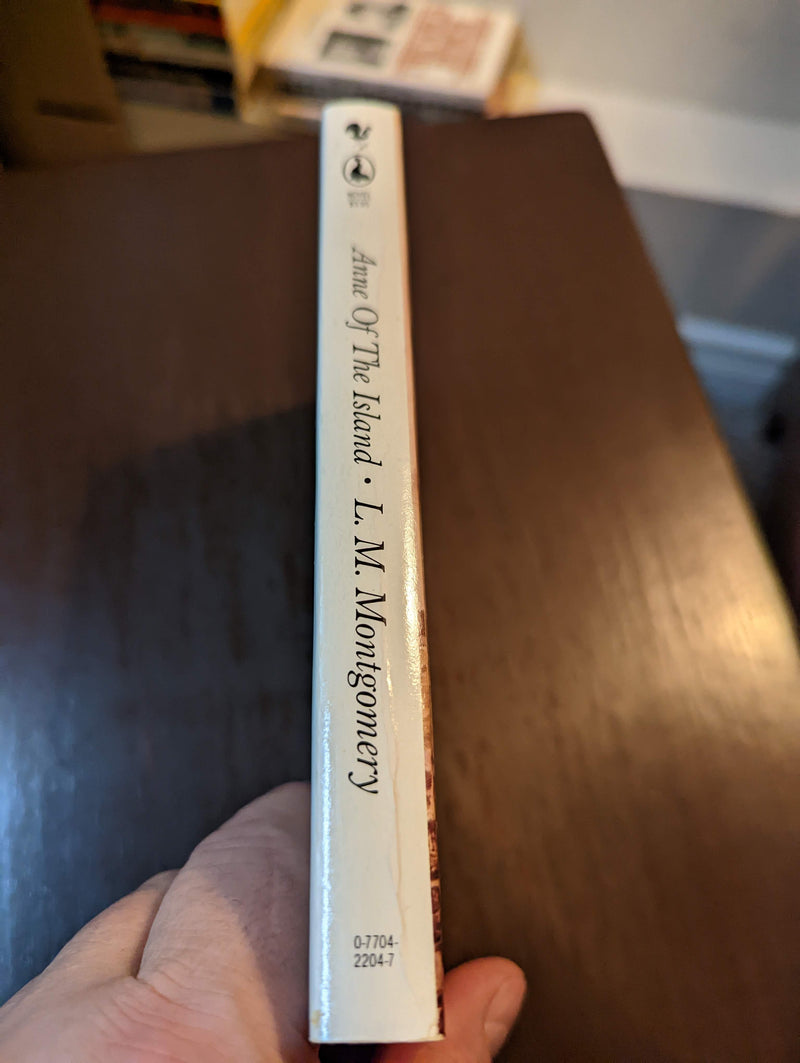 Anne Of The Island • L. M. Montgomery
0-7704-
2204-7